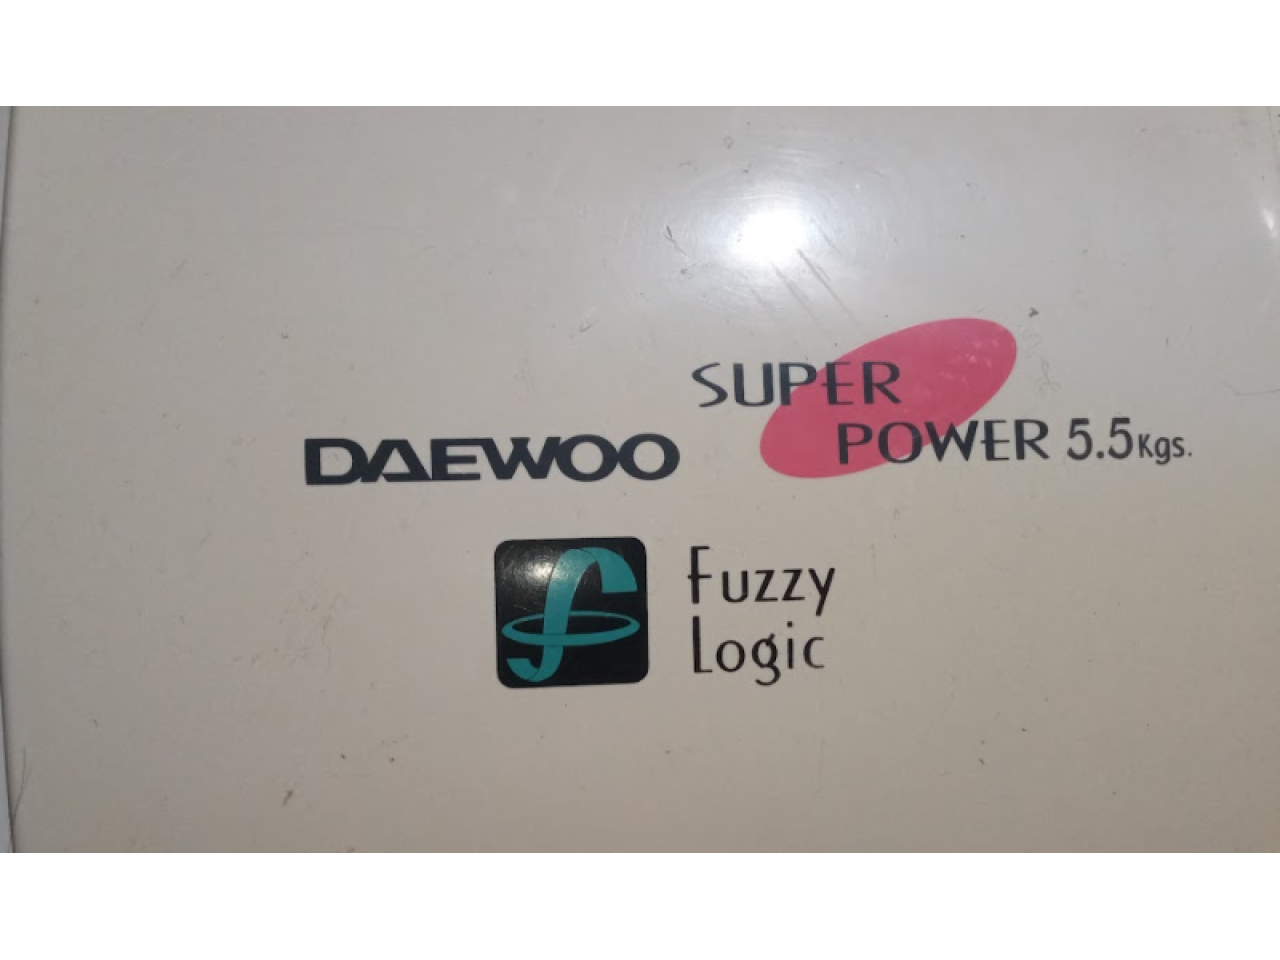 DAEWOO
SUPER
POWER 5.5Kgs.
Fuzzy
Logic